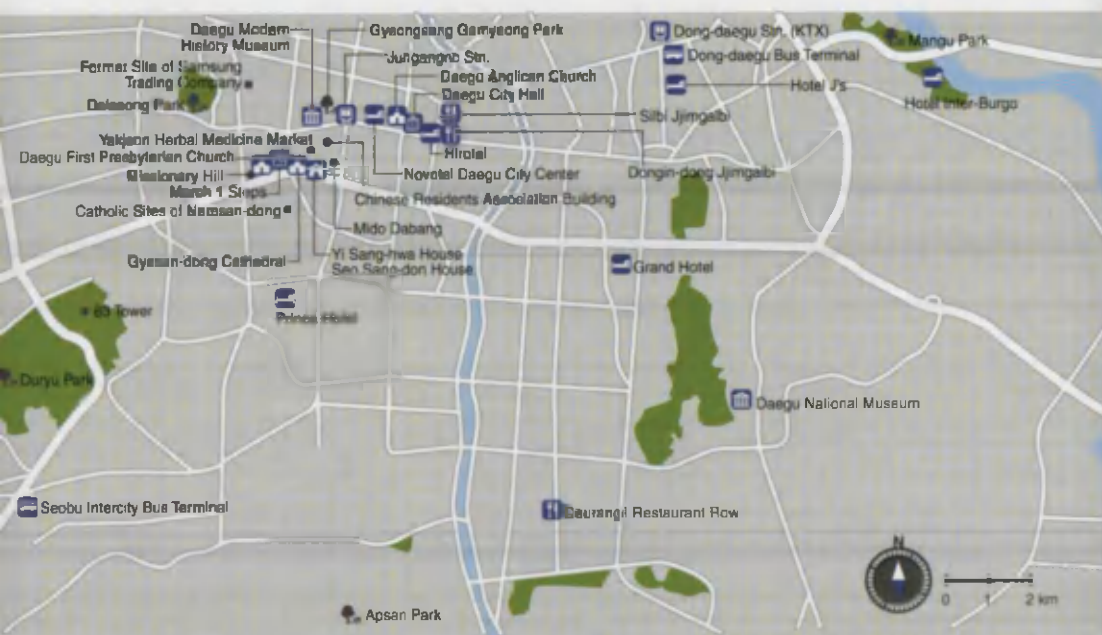 Daegu Modern
History Museum
Gyeongsang Gamyeong Park
Jungangno Stn.
Former Site of Samsung
Trading Company
Daegu Anglican Church
Daegu City Hall
Dalseong Park
Dong-daegu Stn. (KTX)
Dong-daegu Bus Terminal
Hotel J's
Mangu Park
Hotel Inter-Burgo
Silbi Jjimgalbi
Yakjeon Herbal Medicine Market
Hirotel
Daegu First Presbyterian Church
Missionary Hill
Novotel Daegu City Center
Dongin-dong Jjimgalbi
March 1 Steps
Chinese Residents Association Building
Catholic Sites of Namsan-dong
Mido Dabang
Gyesan-dong Cathedral
Yi Sang-hwa House
Seo Sang-don House
Grand Hotel
Prince Hotel
83 Tower
Duryu Park
Daegu National Museum
Seobu Intercity Bus Terminal
Restaurant Row
Apsan Park
N
0 1 2 km